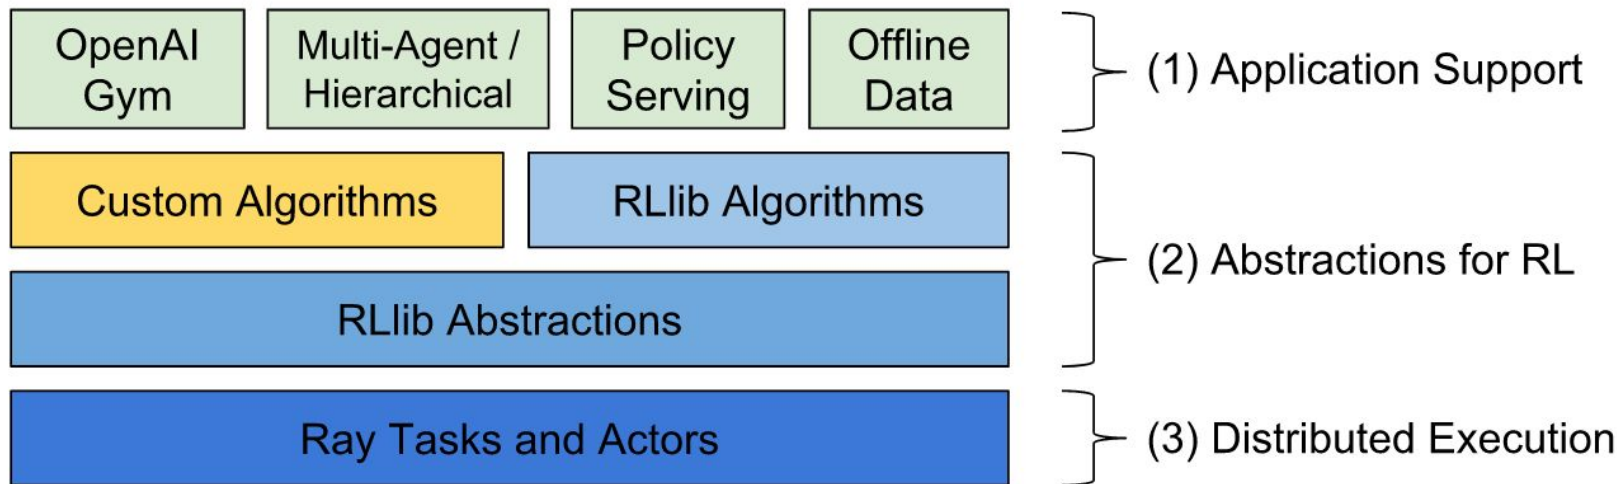 OpenAI
Gym
Multi-Agent /
Hierarchical
Policy
Serving
Offline
Data
(1) Application Support
Custom Algorithms
RLlib Algorithms
(2) Abstractions for RL
RLlib Abstractions
Ray Tasks and Actors
(3) Distributed Execution